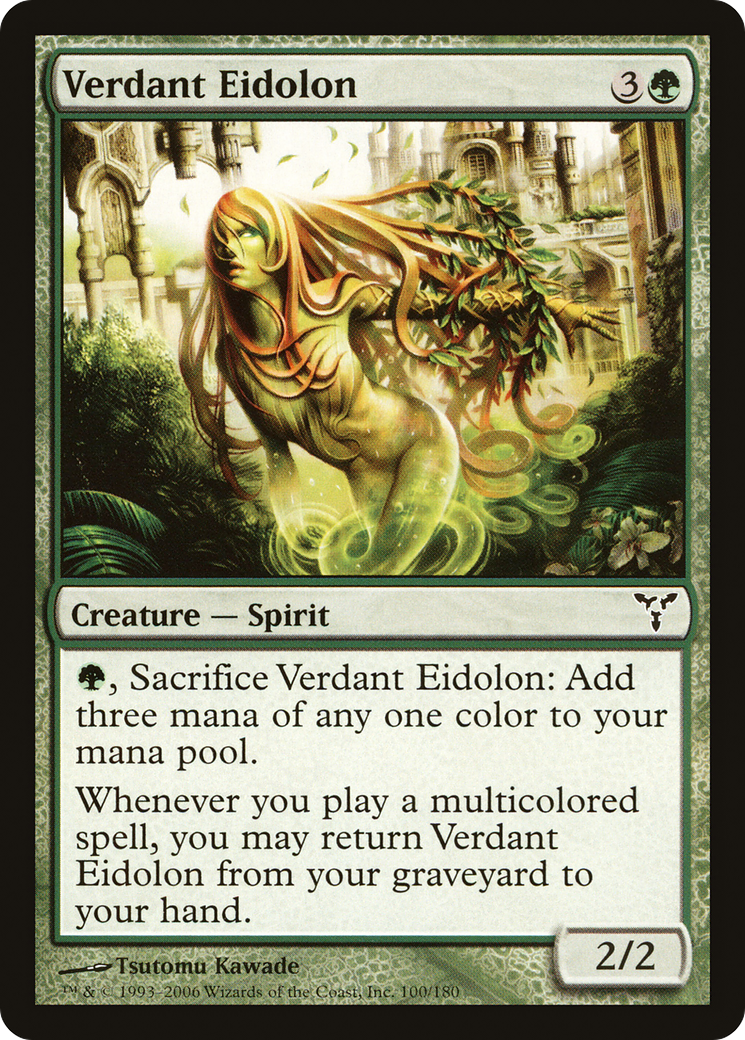 Verdant Eidolon 3
Creature — Spirit
, Sacrifice Verdant Eidolon: Add
three mana of any one color to your
mana pool.
Whenever you play a multicolored
spell, you may return Verdant
Eidolon from your graveyard to
your hand.
2/2
Tsutomu Kawade
™ & © 1993–2006 Wizards of the Coast, Inc. 100/180